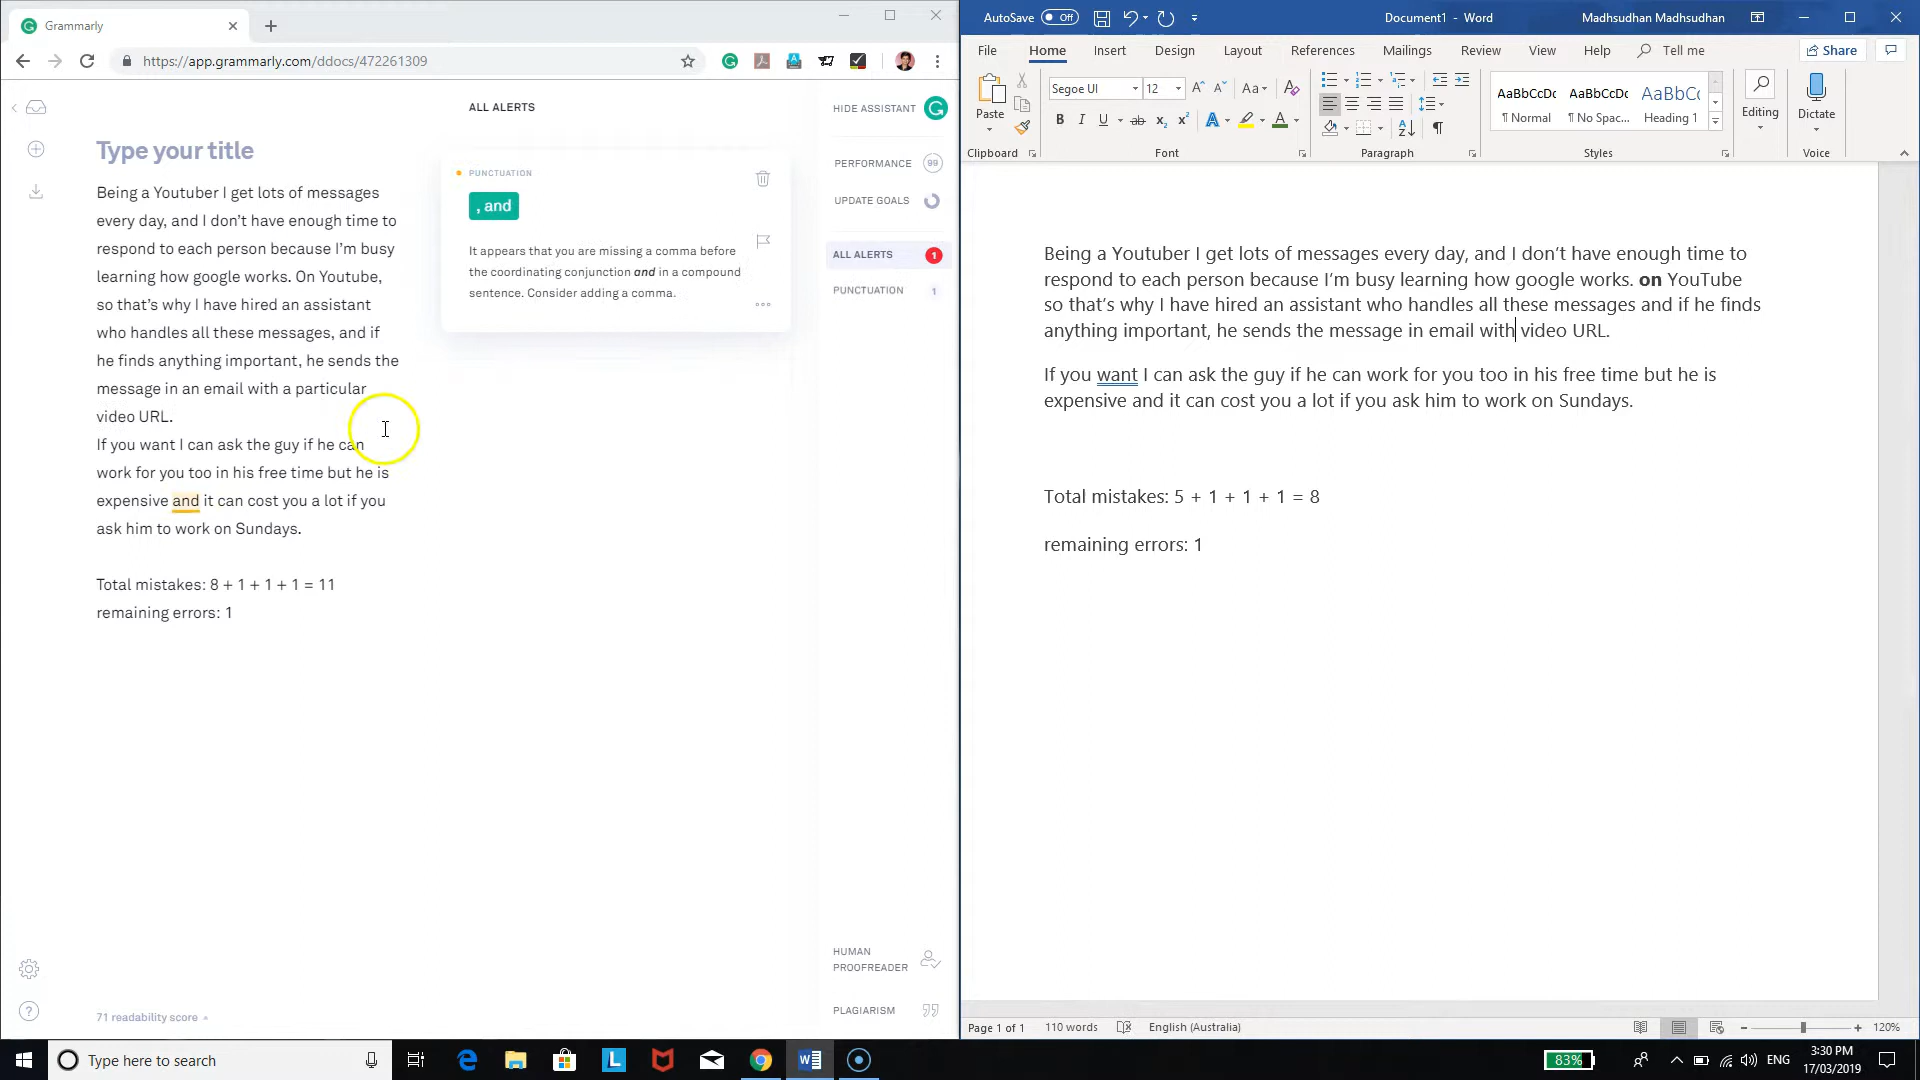 Grammarly
https://app.grammarly.com/ddocs/472261309
ALL ALERTS
HIDE ASSISTANT
Type your title
PERFORMANCE 99
UPDATE GOALS
ALL ALERTS 1
PUNCTUATION 1
Being a Youtuber I get lots of messages
every day, and I don't have enough time to
respond to each person because I'm busy
learning how google works. On Youtube,
so that's why I have hired an assistant
who handles all these messages, and if
he finds anything important, he sends the
message in an email with a particular
video URL.
If you want I can ask the guy if he can
work for you too in his free time but he is
expensive and it can cost you a lot if you
ask him to work on Sundays.
Total mistakes: 8 + 1 + 1 + 1 = 11
remaining errors: 1
PUNCTUATION
, and
It appears that you are missing a comma before
the coordinating conjunction and in a compound
sentence. Consider adding a comma.
HUMAN
PROOFREADER
PLAGIARISM
71 readability score
AutoSave Off
Document1 - Word
Madhsudhan Madhsudhan
File Home Insert Design Layout References Mailings Review View Help Tell me Share
Paste
Segoe UI 12
AaBbCcDc AaBbCcDc AaBbCc
¶ Normal ¶ No Spac... Heading 1
Editing
Dictate
Clipboard Font Paragraph Styles Voice
Being a Youtuber I get lots of messages every day, and I don't have enough time to
respond to each person because I'm busy learning how google works. on YouTube
so that's why I have hired an assistant who handles all these messages and if he finds
anything important, he sends the message in email with video URL.
If you want I can ask the guy if he can work for you too in his free time but he is
expensive and it can cost you a lot if you ask him to work on Sundays.
Total mistakes: 5 + 1 + 1 + 1 = 8
remaining errors: 1
Page 1 of 1 110 words English (Australia) 120%
Type here to search
83%
ENG
3:30 PM
17/03/2019